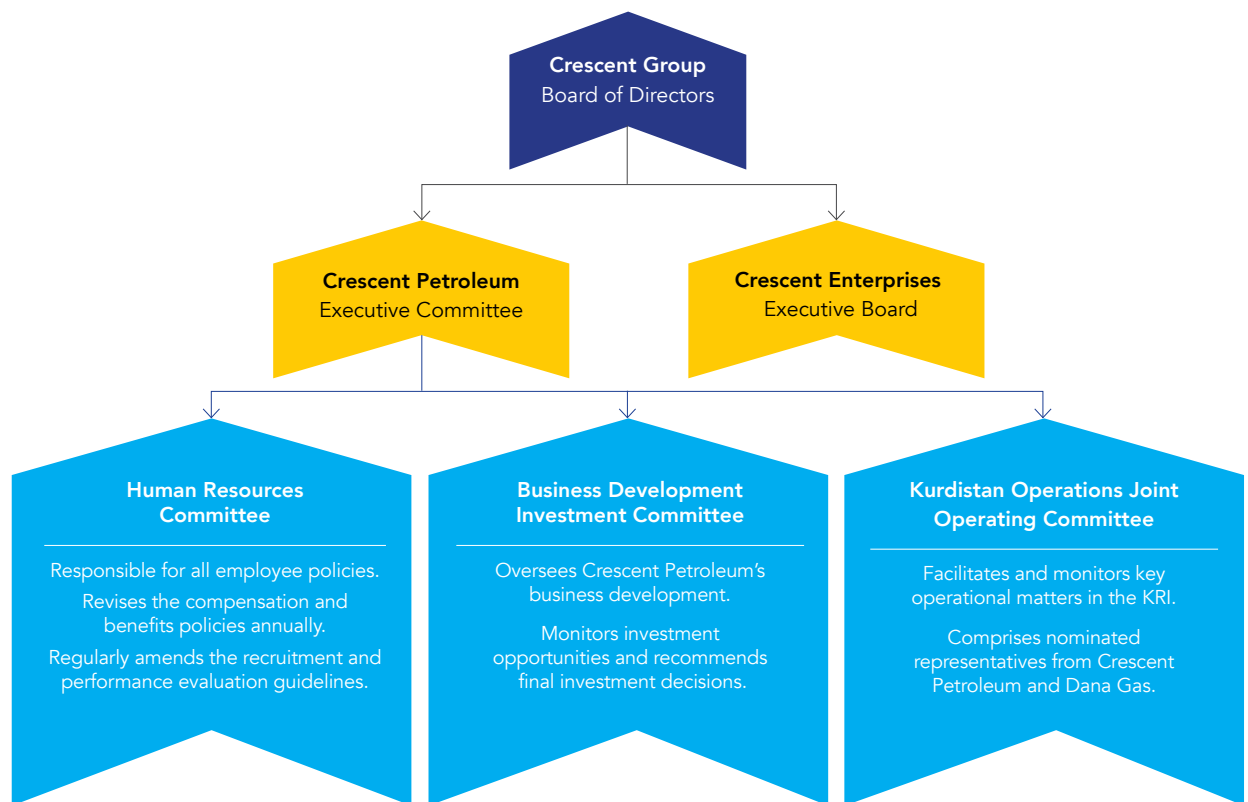 Crescent Group
Board of Directors
Crescent Petroleum
Executive Committee
Crescent Enterprises
Executive Board
Human Resources
Committee
Responsible for all employee policies.
Revises the compensation and
benefits policies annually.
Regularly amends the recruitment and
performance evaluation guidelines.
Business Development
Investment Committee
Oversees Crescent Petroleum’s
business development.
Monitors investment
opportunities and recommends
final investment decisions.
Kurdistan Operations Joint
Operating Committee
Facilitates and monitors key
operational matters in the KRI.
Comprises nominated
representatives from Crescent
Petroleum and Dana Gas.